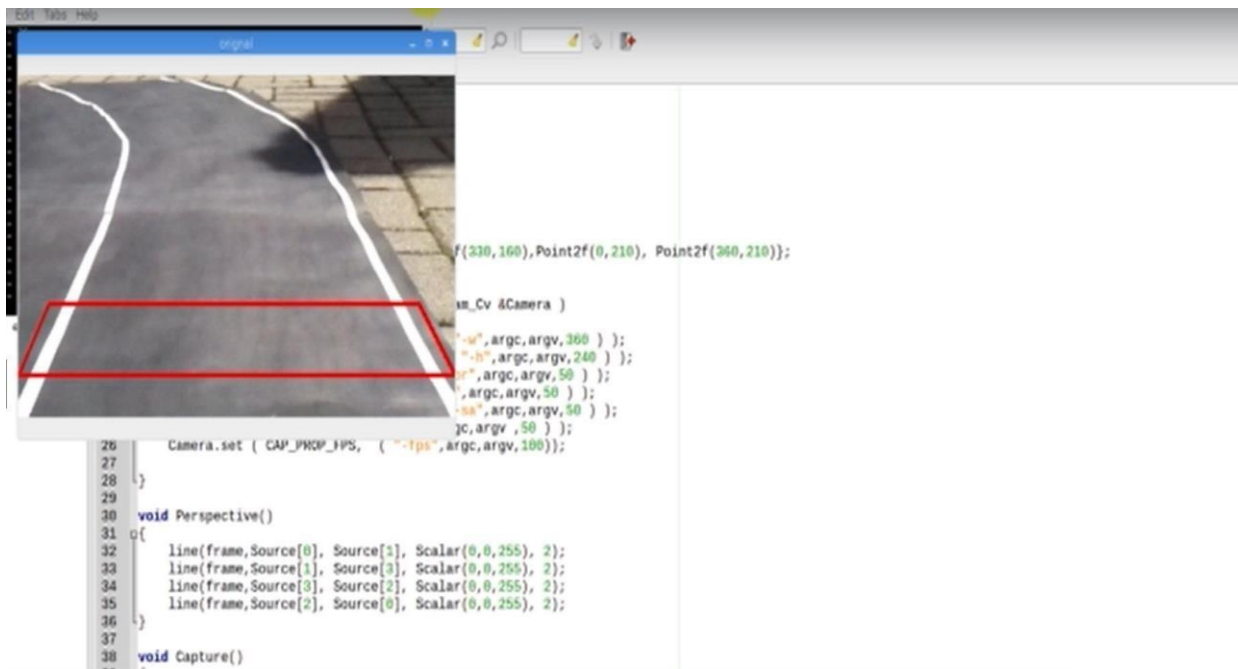 Edit Tabs Help
orignal
f(330,160),Point2f(0,210), Point2f(360,210)};
am_Cv &Camera )
"-w",argc,argv,360 ) );
"-h",argc,argv,240 ) );
",argc,argv,50 ) );
",argc,argv,50 ) );
-sa",argc,argv,50 ) );
gc,argv ,50 ) );
26 Camera.set ( CAP_PROP_FPS, ( "-fps",argc,argv,100));
27
28 }
29
30 void Perspective()
31 {
32 line(frame,Source[0], Source[1], Scalar(0,0,255), 2);
33 line(frame,Source[1], Source[3], Scalar(0,0,255), 2);
34 line(frame,Source[3], Source[2], Scalar(0,0,255), 2);
35 line(frame,Source[2], Source[0], Scalar(0,0,255), 2);
36 }
37
38 void Capture()